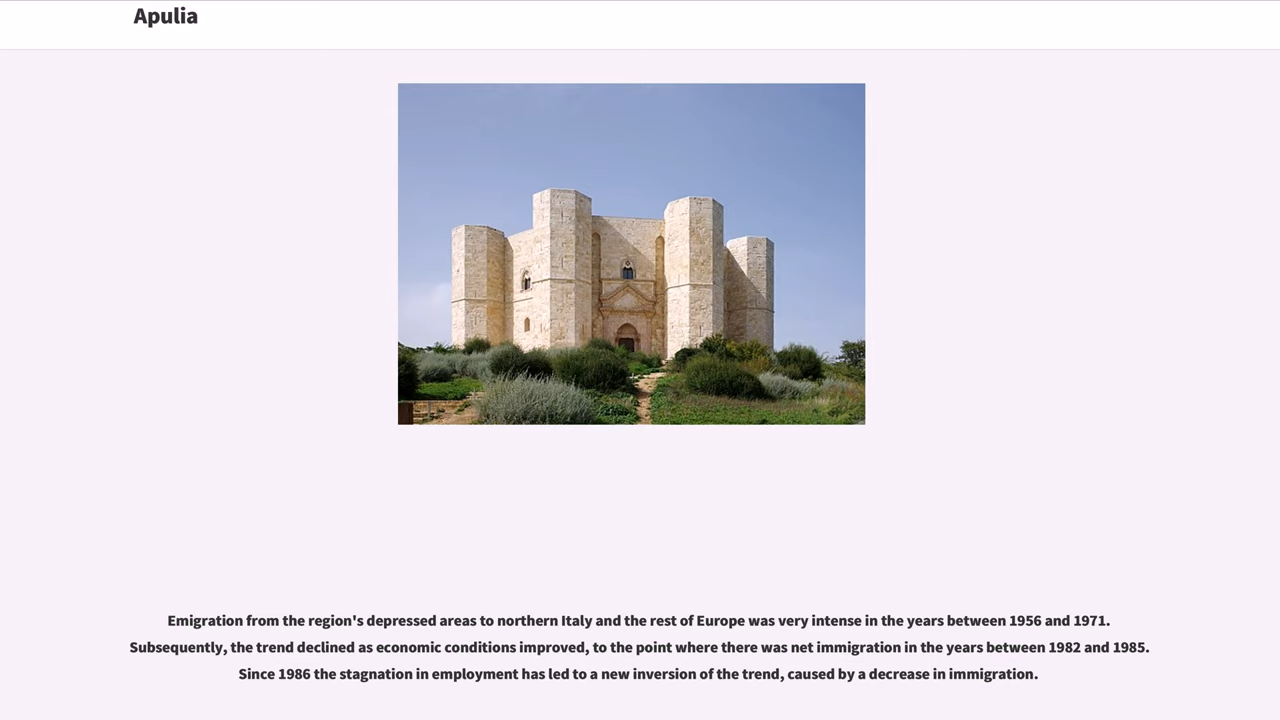 Apulia
Emigration from the region's depressed areas to northern Italy and the rest of Europe was very intense in the years between 1956 and 1971.
Subsequently, the trend declined as economic conditions improved, to the point where there was net immigration in the years between 1982 and 1985.
Since 1986 the stagnation in employment has led to a new inversion of the trend, caused by a decrease in immigration.